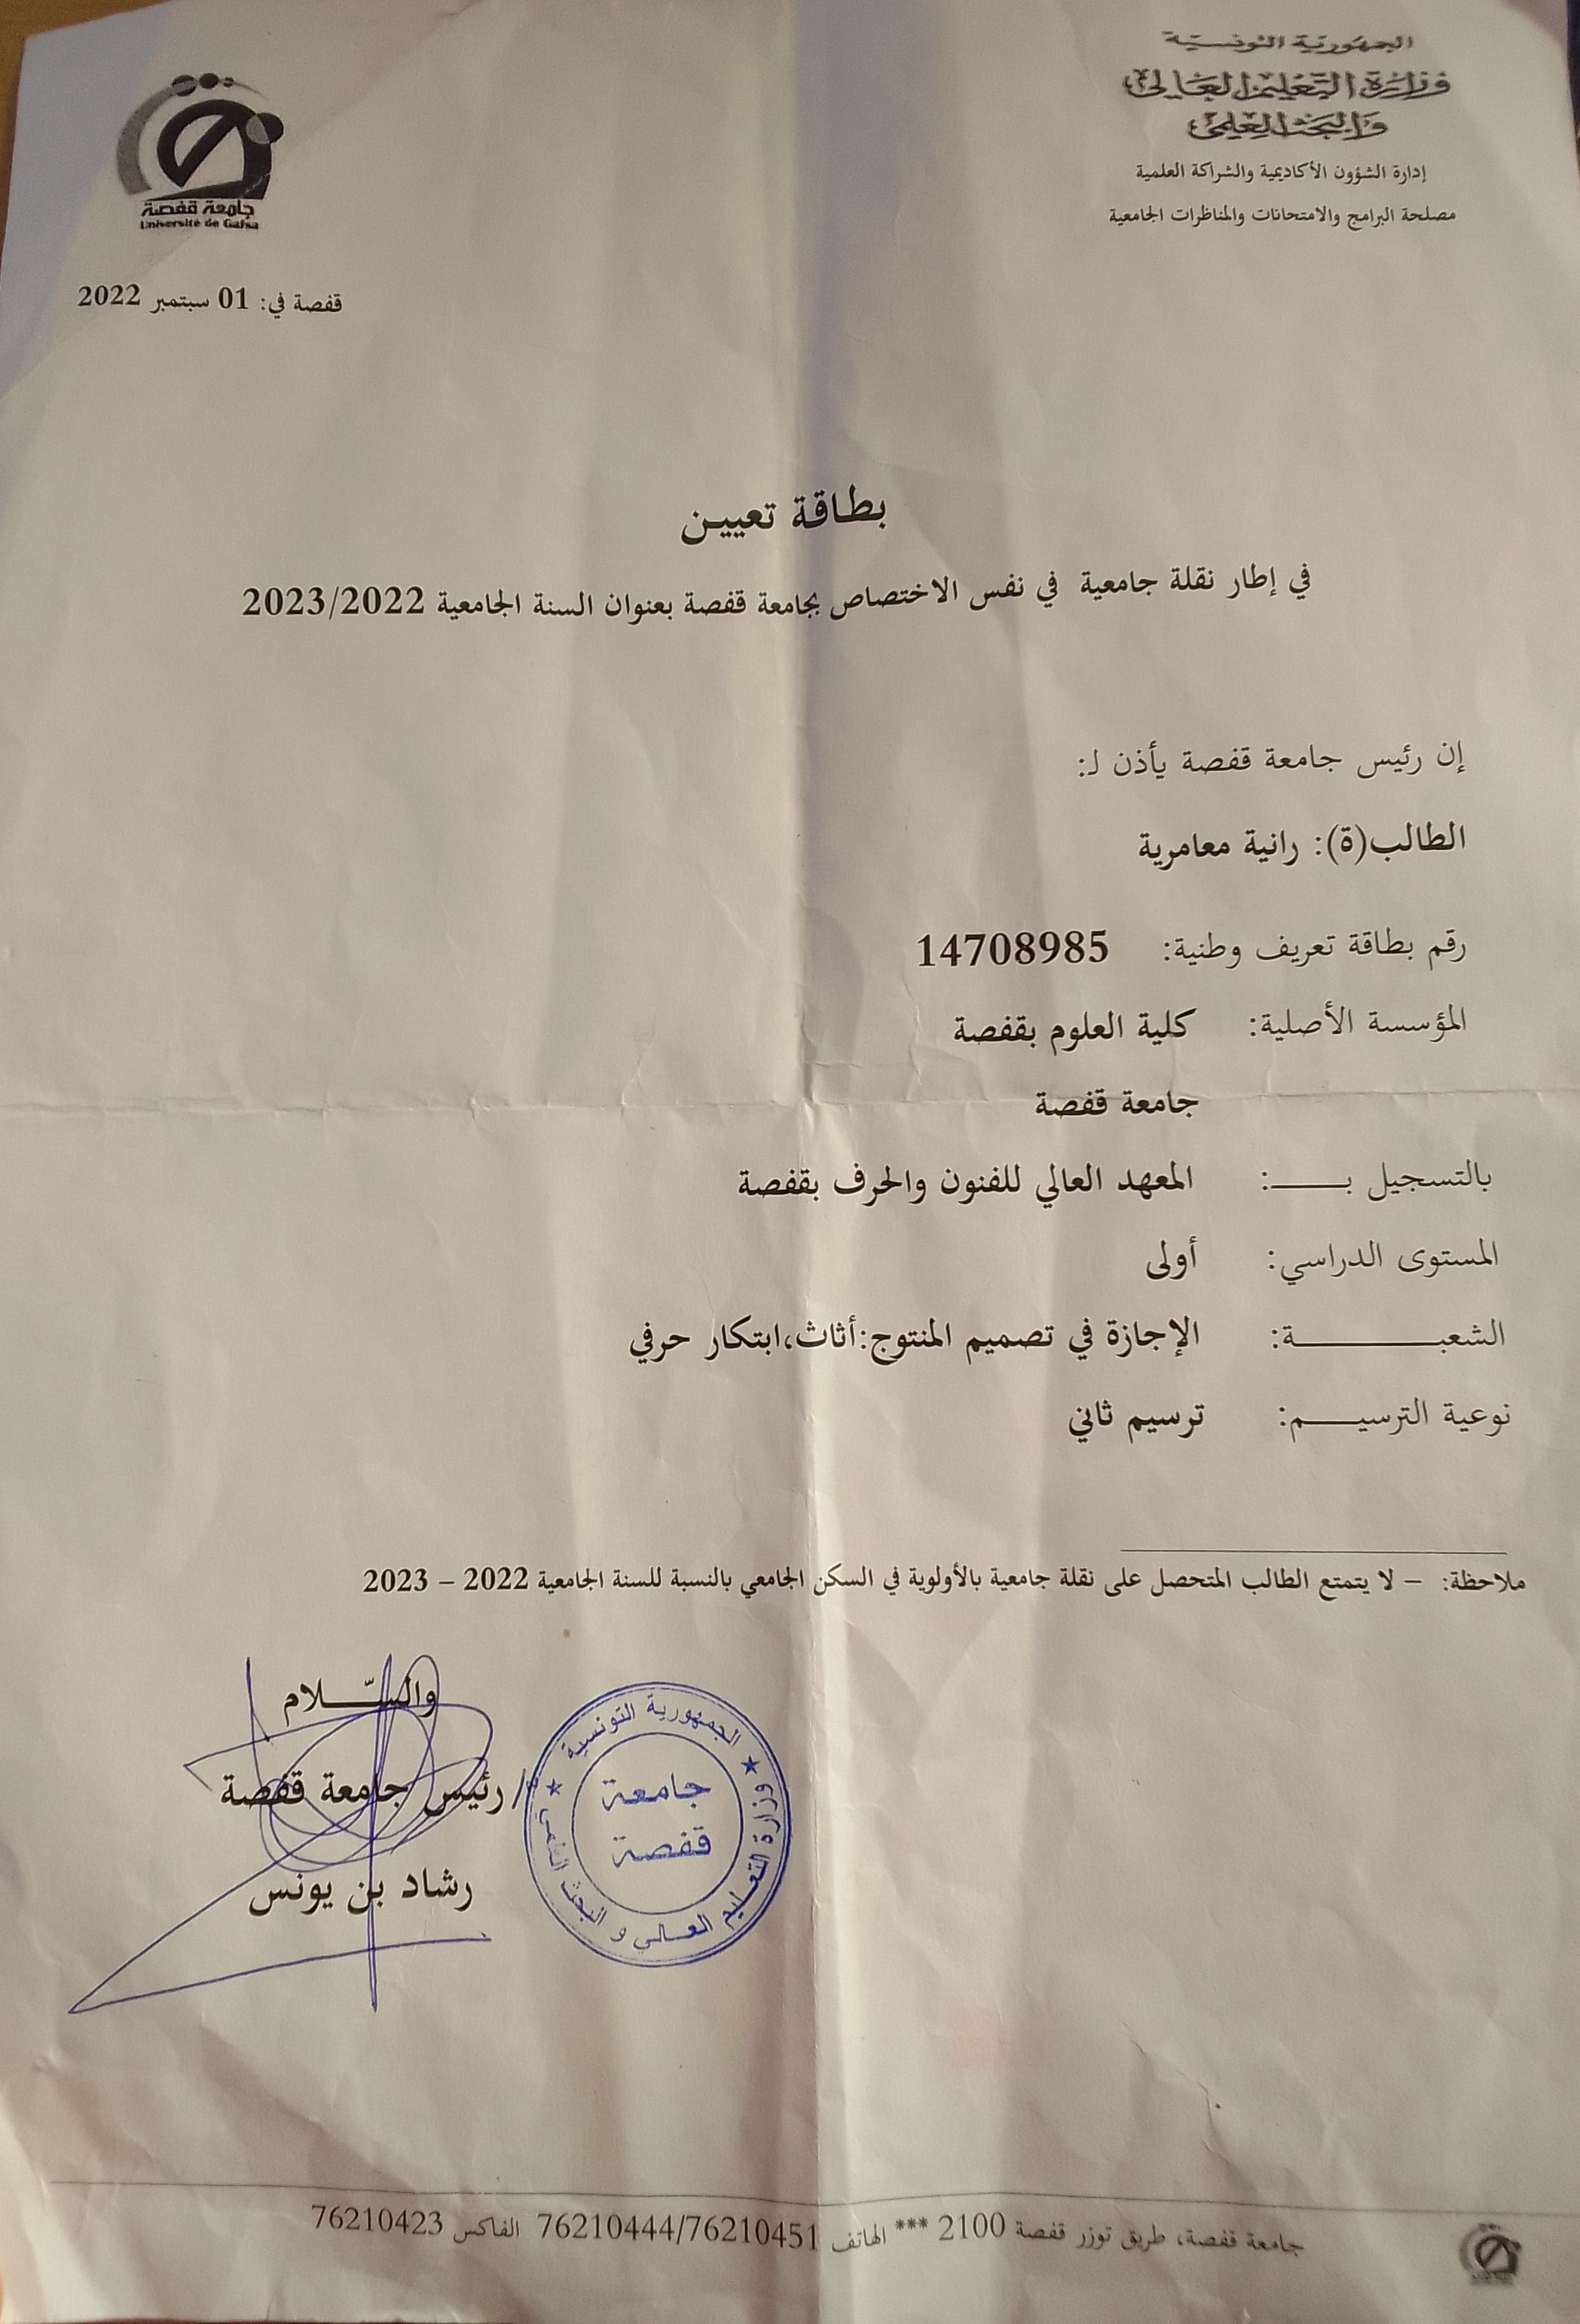 الجمهورية التونسية
وزارة التعليم العالي
والبحث العلمي
إدارة الشؤون الأكاديمية والشراكة العلمية
مصلحة البرامج والامتحانات والمناظرات الجامعية
جامعة قفصة
Université de Gafsa
قفصة في: 01 سبتمبر 2022
بطاقة تعيين
في إطار نقلة جامعية في نفس الاختصاص بجامعة قفصة بعنوان السنة الجامعية 2023/2022
إن رئيس جامعة قفصة يأذن لـ:
الطالب(ة): رانية معامرية
رقم بطاقة تعريف وطنية: 14708985
المؤسسة الأصلية: كلية العلوم بقفصة
جامعة قفصة
بالتسجيل بـــــ: المعهد العالي للفنون والحرف بقفصة
المستوى الدراسي: أولى
الشعبـــــــــــة: الإجازة في تصميم المنتوج:أثاث،ابتكار حرفي
نوعية الترسيـــــم: ترسيم ثاني
ملاحظة: – لا يتمتع الطالب المتحصل على نقلة جامعية بالأولوية في السكن الجامعي بالنسبة للسنة الجامعية 2022 – 2023
والسّـــــلام
/ رئيس جامعة قفصة
رشاد بن يونس
الجمهورية التونسية
★ وزارة التعليم العالي و البحث العلمي ★
جامعة
قفصة
جامعة قفصة، طريق توزر قفصة 2100 *** الهاتف 76210444/76210451 الفاكس 76210423